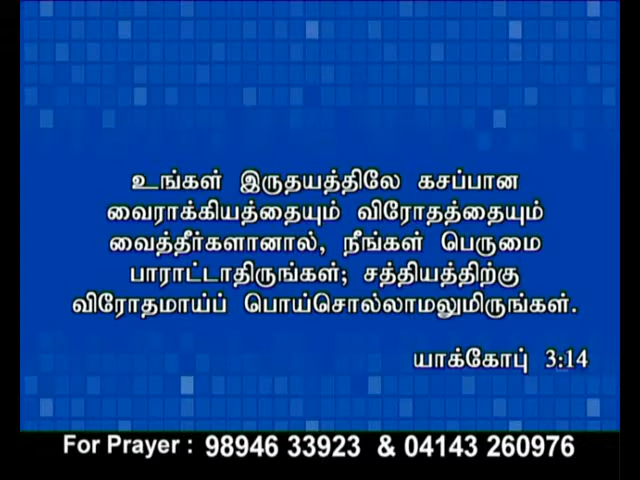 உங்கள் இருதயத்திலே கசப்பான
வைராக்கியத்தையும் விரோதத்தையும்
வைத்தீர்களானால், நீங்கள் பெருமை
பாராட்டாதிருங்கள்; சத்தியத்திற்கு
விரோதமாய்ப் பொய்சொல்லாமலுமிருங்கள்.
யாக்கோபு 3:14
For Prayer : 98946 33923 & 04143 260976